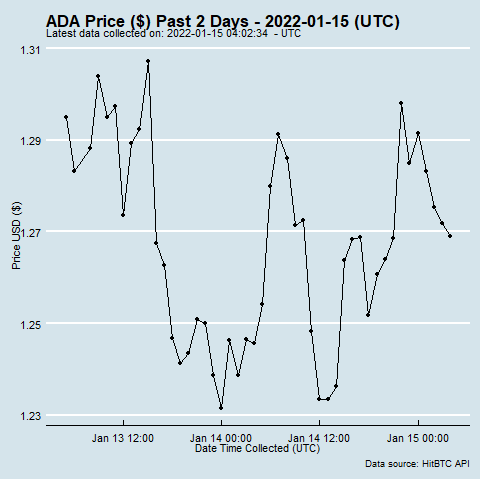 ADA Price ($) Past 2 Days - 2022-01-15 (UTC)
Latest data collected on: 2022-01-15 04:02:34  - UTC
1.31
1.29
1.27
1.25
1.23
Price USD ($)
Jan 13 12:00
Jan 14 00:00
Jan 14 12:00
Jan 15 00:00
Date Time Collected (UTC)
Data source: HitBTC API